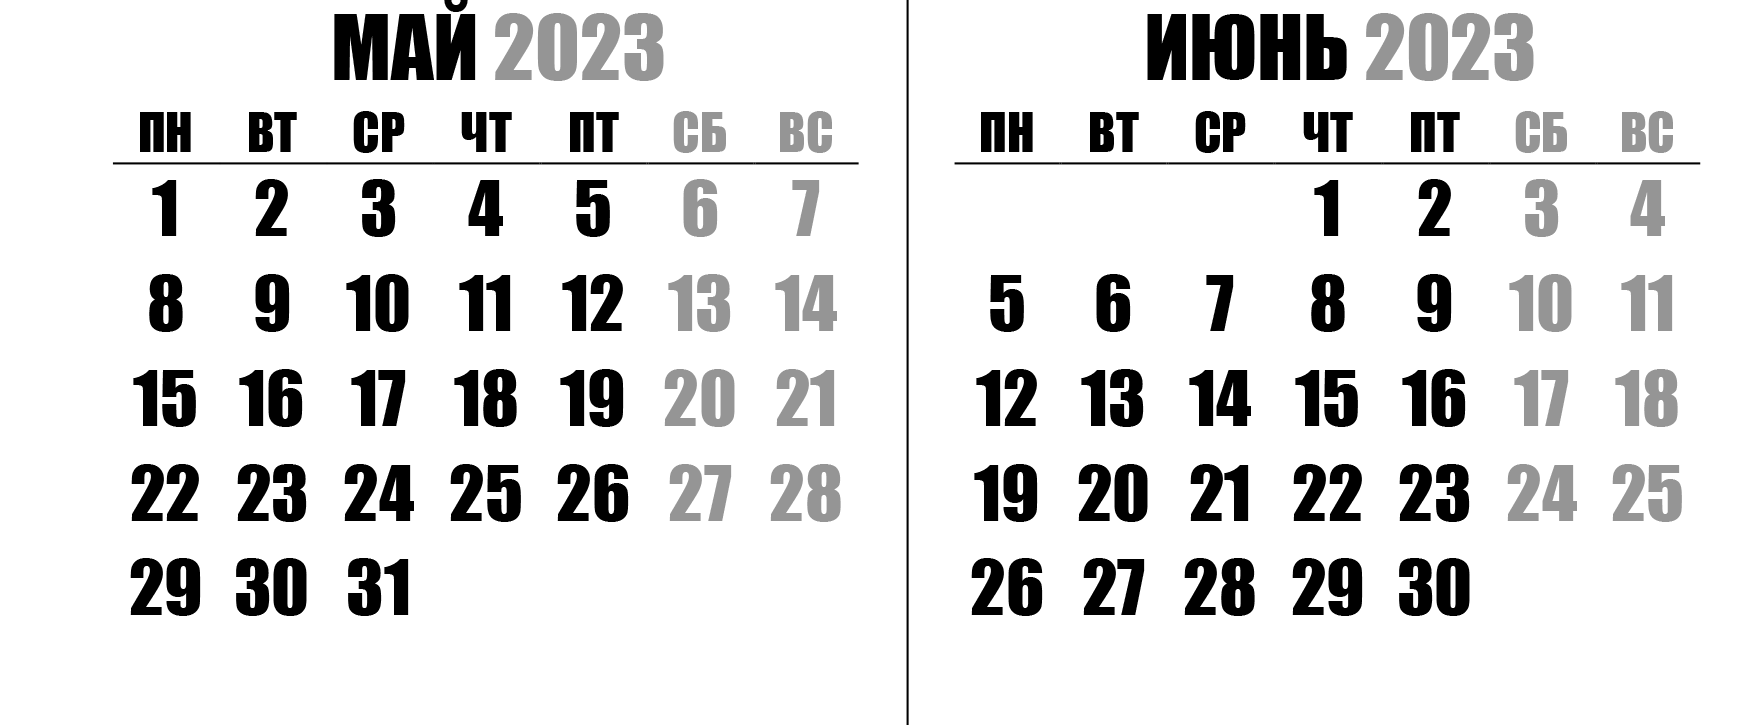 МАЙ 2023
ПН ВТ СР ЧТ ПТ СБ ВС
1 2 3 4 5 6 7
8 9 10 11 12 13 14
15 16 17 18 19 20 21
22 23 24 25 26 27 28
29 30 31
ИЮНЬ 2023
ПН ВТ СР ЧТ ПТ СБ ВС
1 2 3 4
5 6 7 8 9 10 11
12 13 14 15 16 17 18
19 20 21 22 23 24 25
26 27 28 29 30